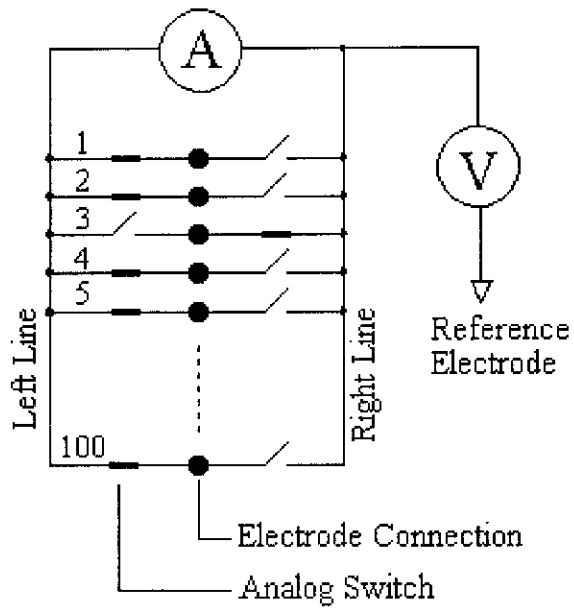 A
1
2
3
4
5
100
V
Left Line
Right Line
Reference
Electrode
Electrode Connection
Analog Switch